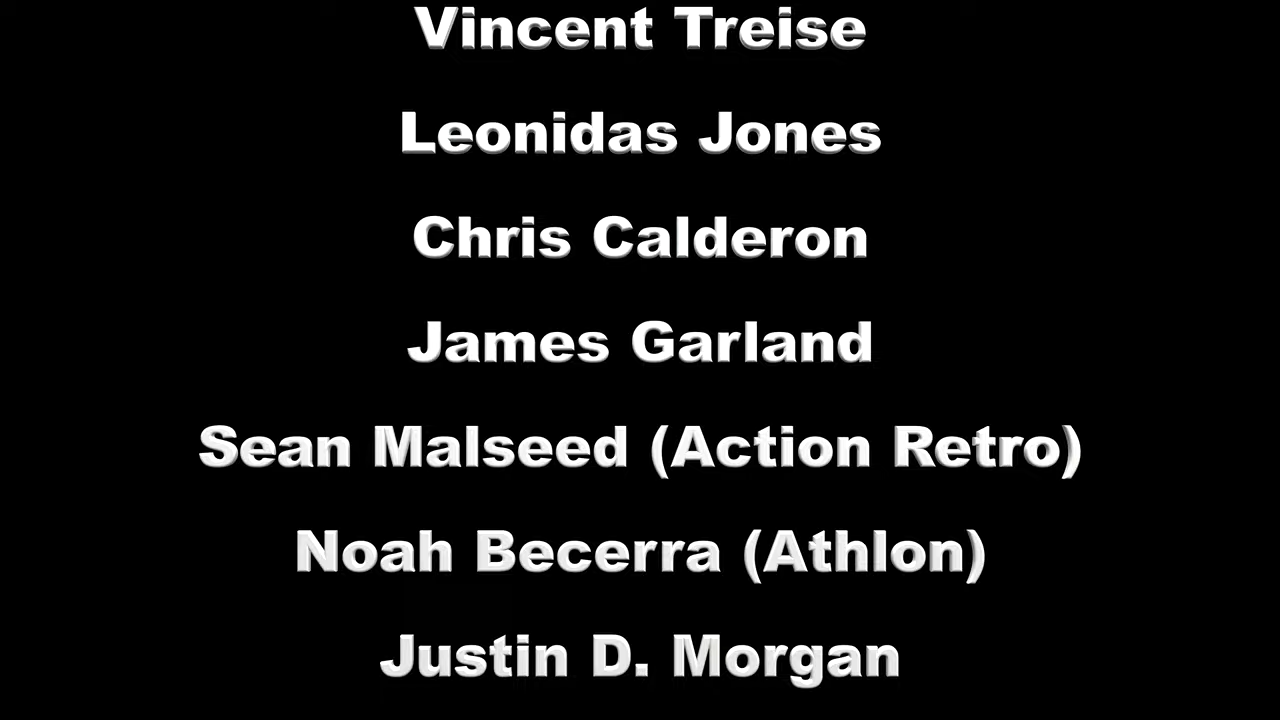 Vincent Treise
Leonidas Jones
Chris Calderon
James Garland
Sean Malseed (Action Retro)
Noah Becerra (Athlon)
Justin D. Morgan